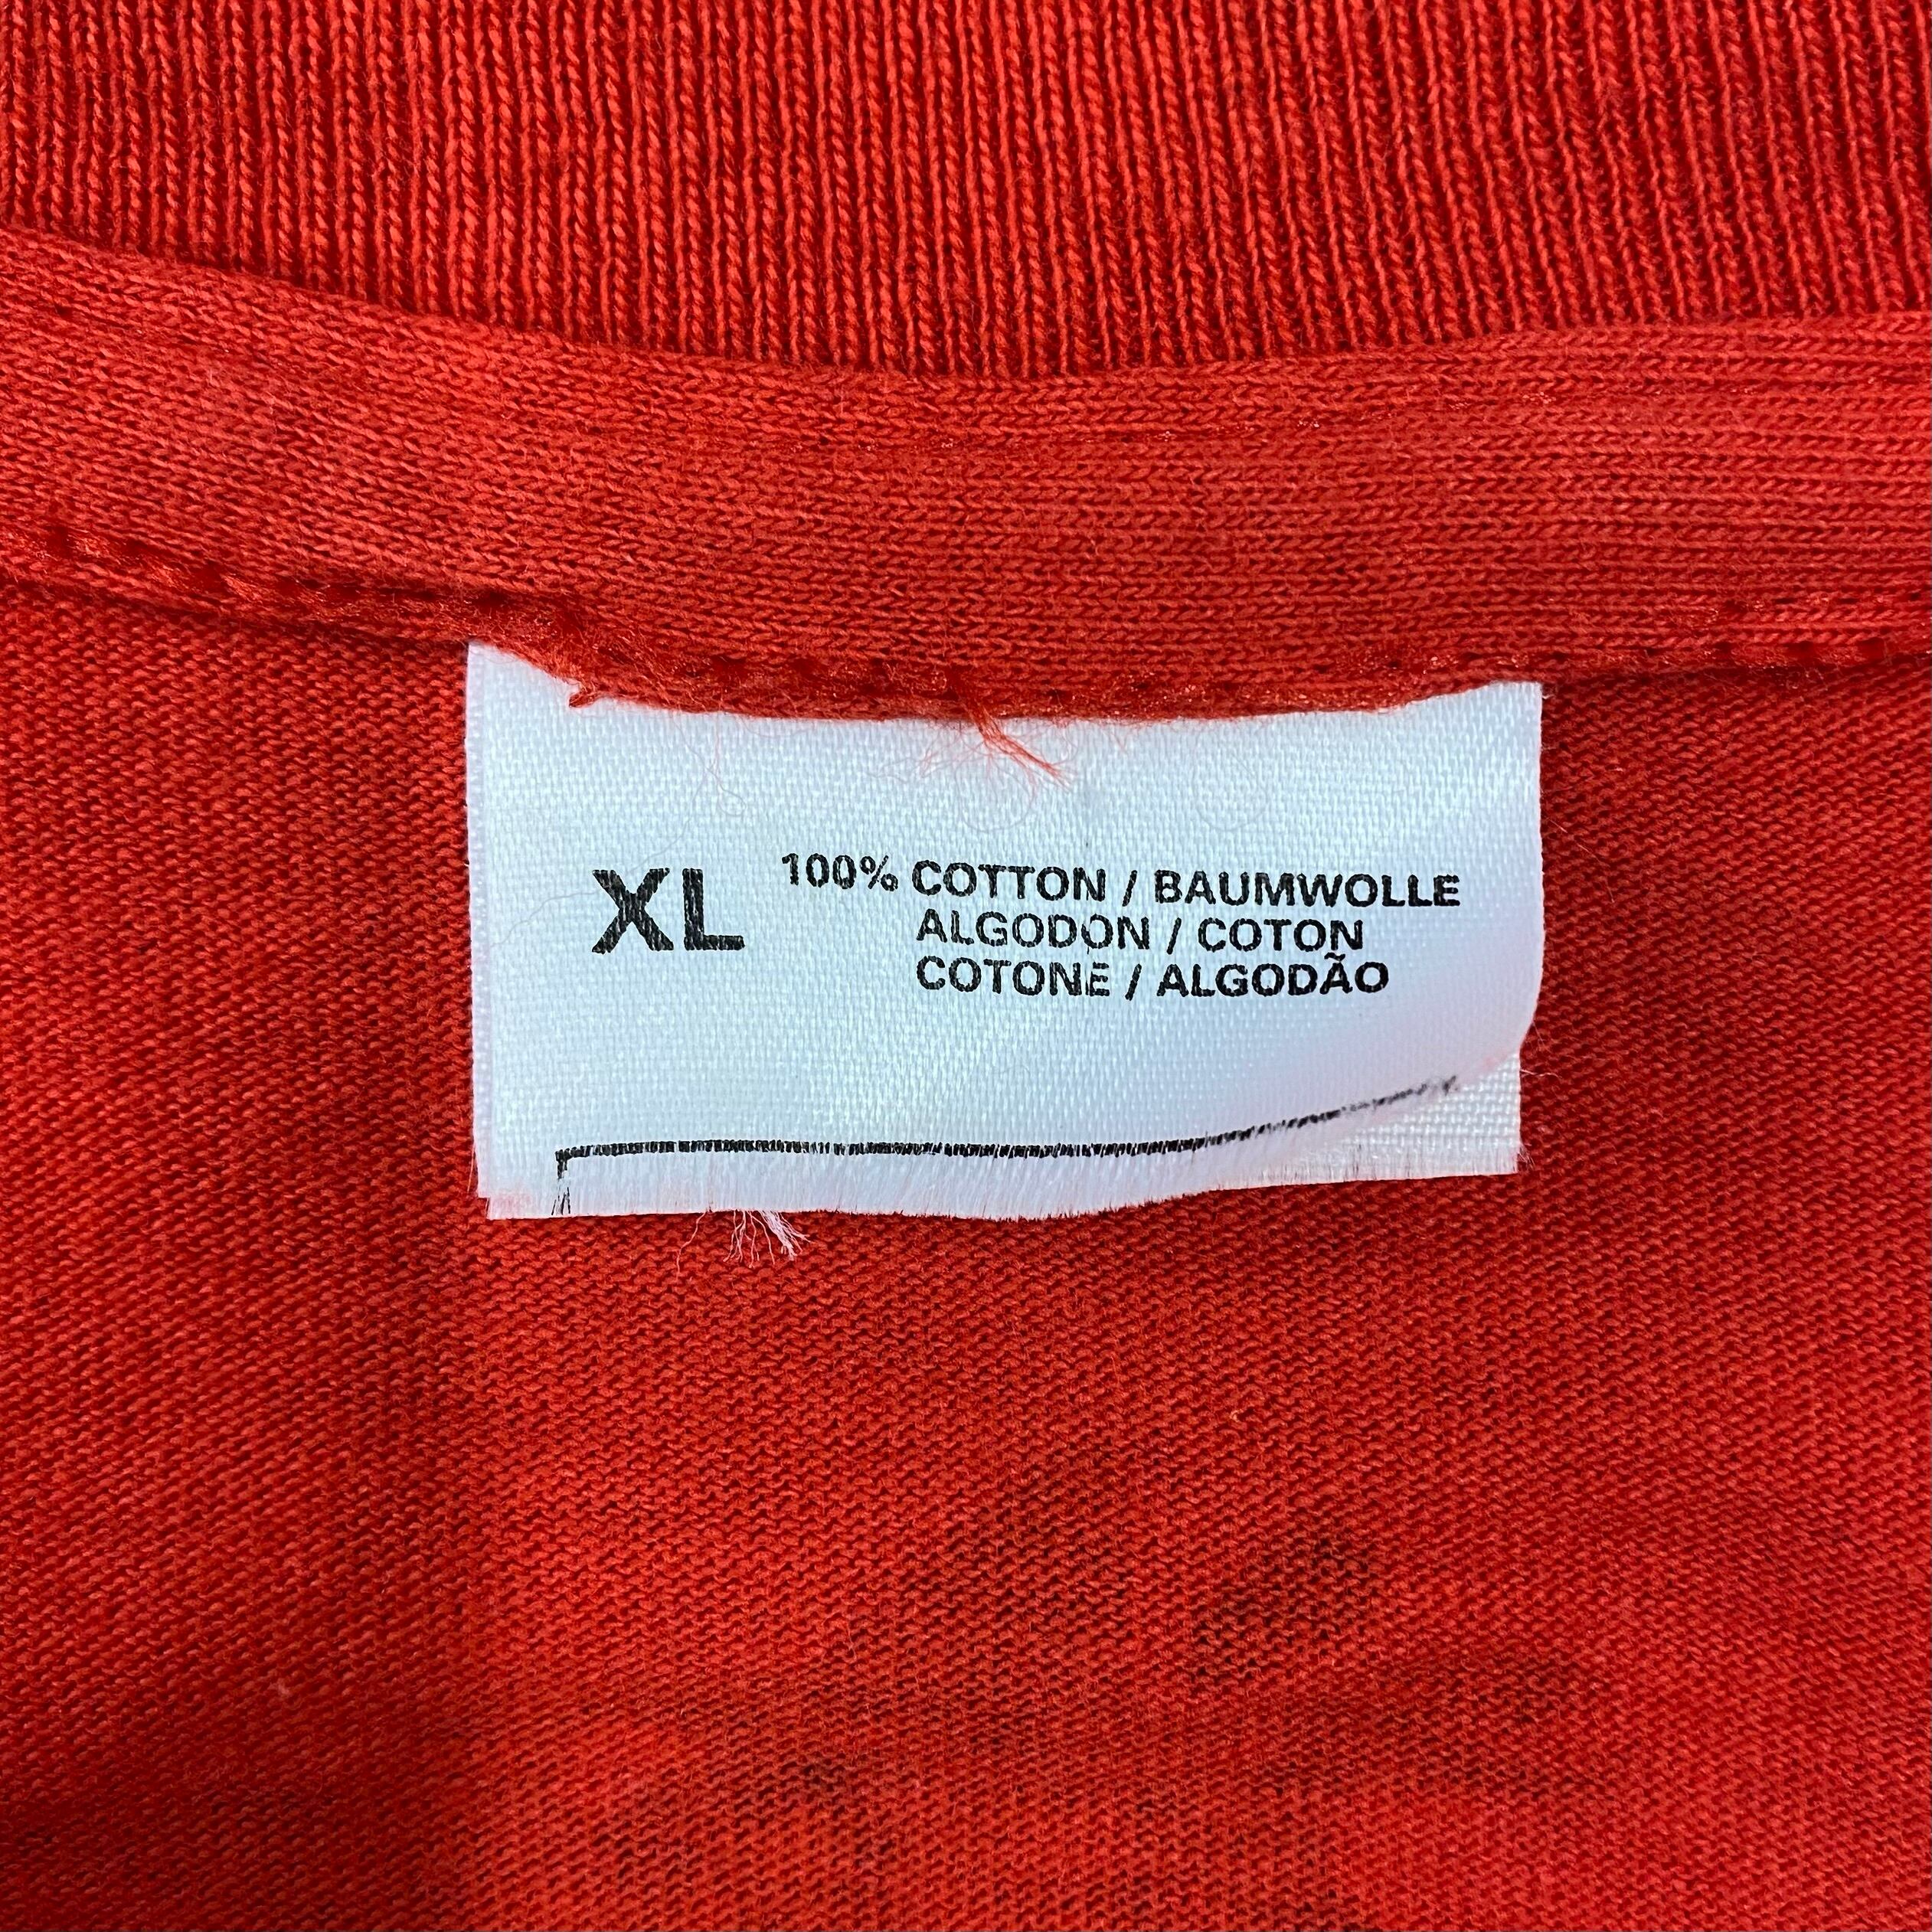 XL
100% COTTON / BAUMWOLLE
ALGODON / COTON
COTONE / ALGODÃO